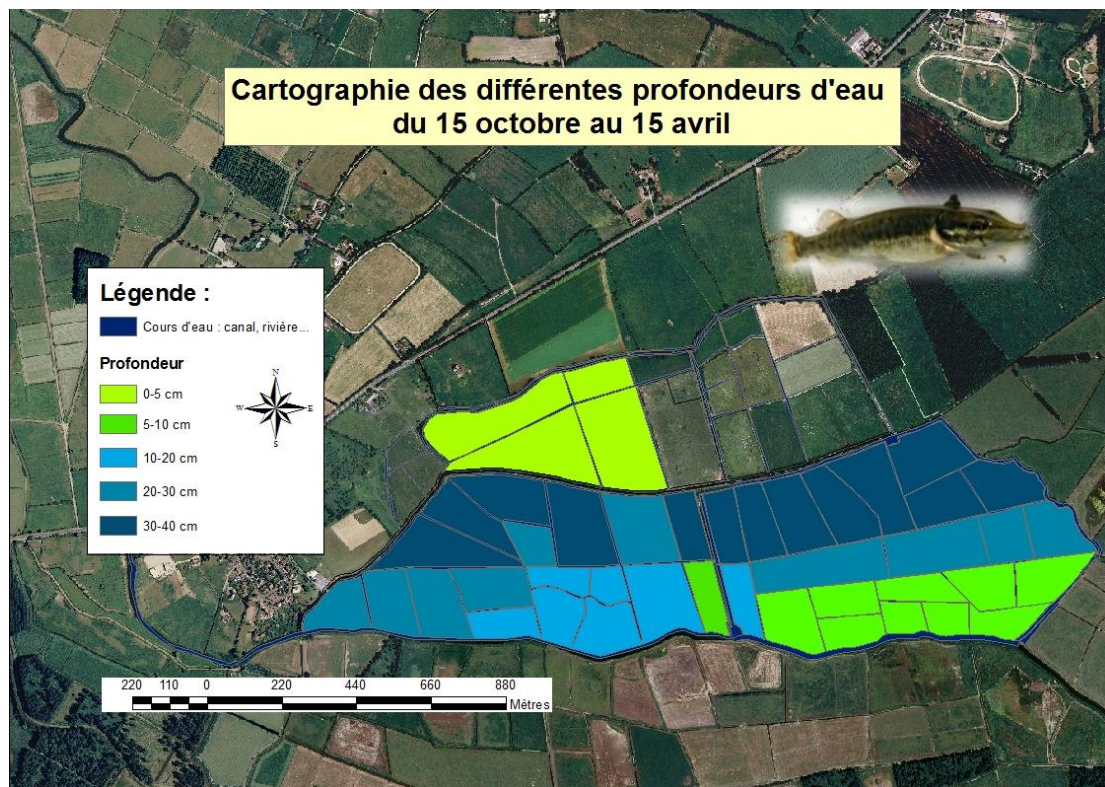 Cartographie des différentes profondeurs d'eau
du 15 octobre au 15 avril
Légende :
Cours d'eau : canal, rivière...
Profondeur
0-5 cm
5-10 cm
10-20 cm
20-30 cm
30-40 cm
N
W E
S
220 110 0 220 440 660 880
Mètres